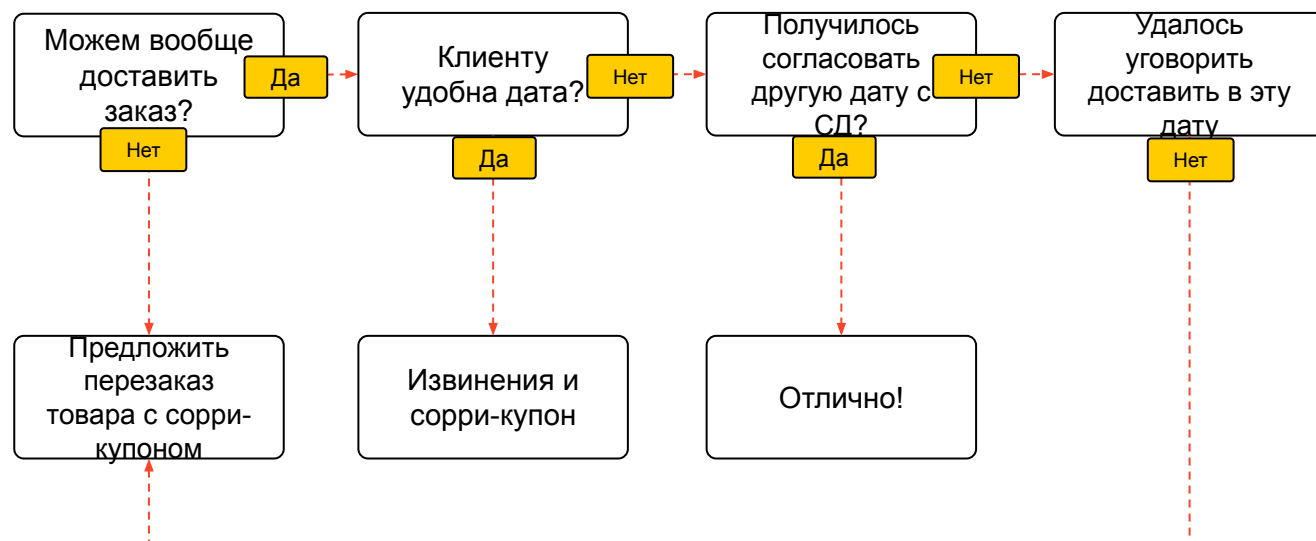 Можем вообще
доставить
заказ?
Да
Нет
Клиенту
удобна дата?
Нет
Да
Получилось
согласовать
другую дату с
СД?
Нет
Да
Удалось
уговорить
доставить в эту
дату
Нет
Предложить
перезаказ
товара с сорри-
купоном
Извинения и
сорри-купон
Отлично!